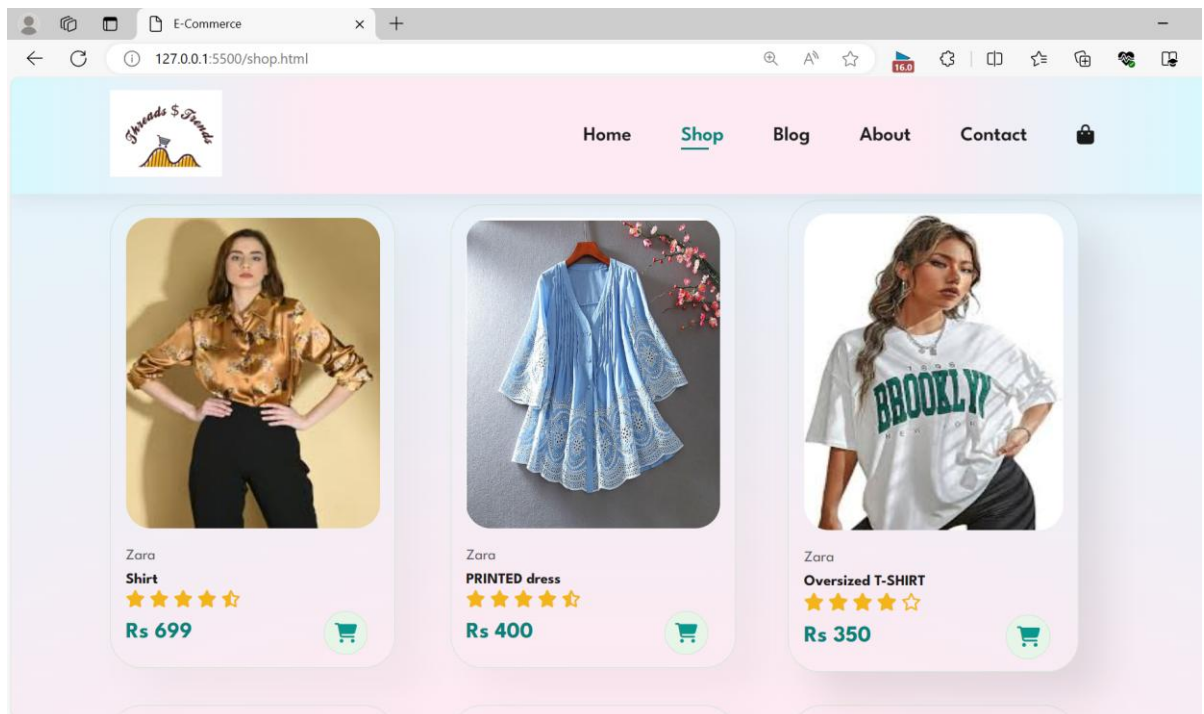 E-Commerce
127.0.0.1:5500/shop.html
16.0
Threads $ Trends
Home Shop Blog About Contact
1895
BROOKLYN
NEW YORK
Zara
Shirt
Rs 699
Zara
PRINTED dress
Rs 400
Zara
Oversized T-SHIRT
Rs 350